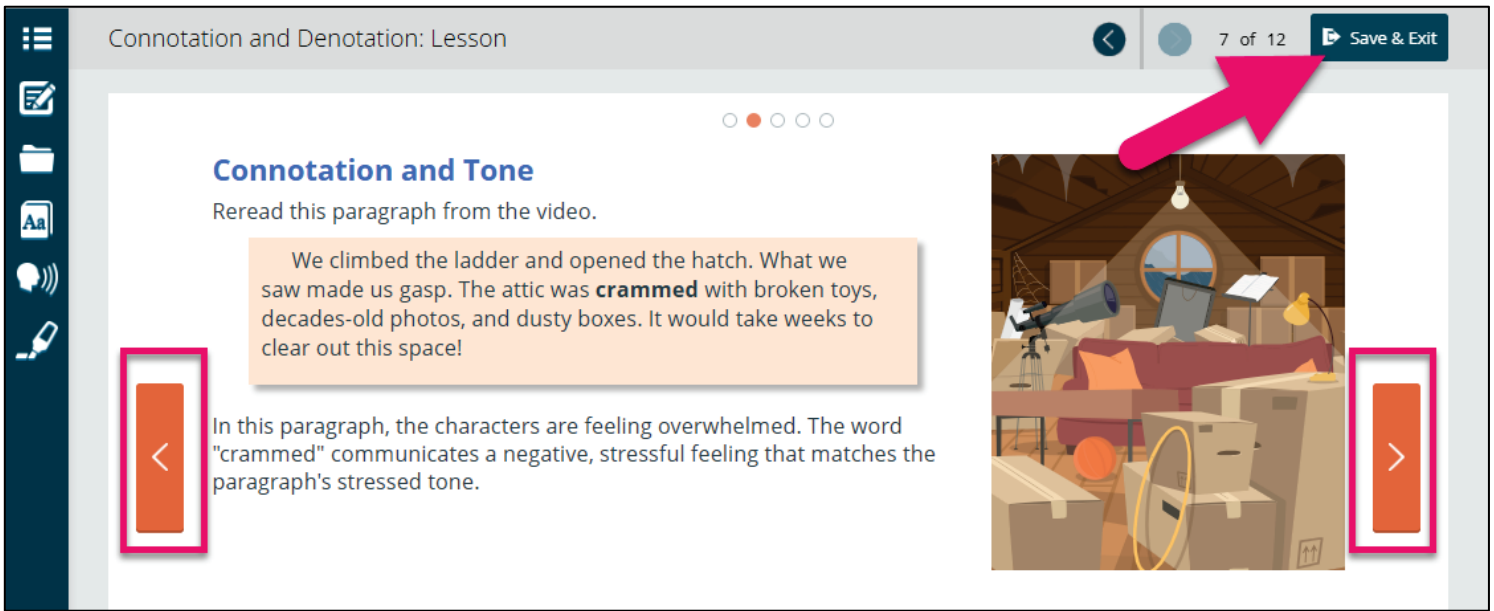 Connotation and Denotation: Lesson
7 of 12
Save & Exit
Aa
Connotation and Tone
Reread this paragraph from the video.
We climbed the ladder and opened the hatch. What we
saw made us gasp. The attic was crammed with broken toys,
decades-old photos, and dusty boxes. It would take weeks to
clear out this space!
In this paragraph, the characters are feeling overwhelmed. The word
"crammed" communicates a negative, stressful feeling that matches the
paragraph's stressed tone.